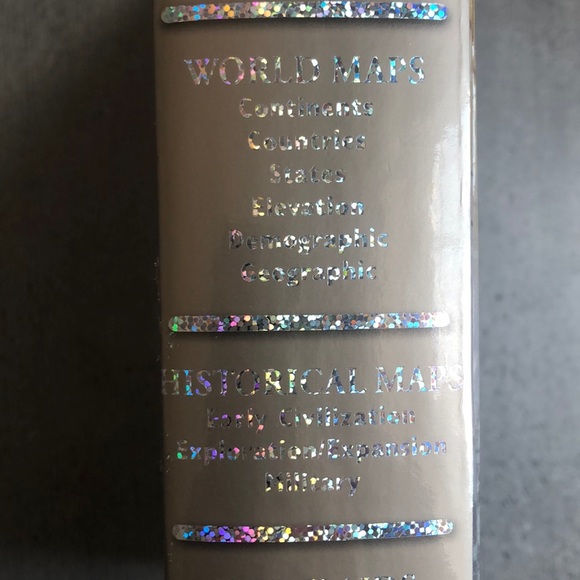 WORLD MAPS
Continents
Countries
States
Elevation
Demographic
Geographic
HISTORICAL MAPS
Early Civilization
Exploration/Expansion
Military